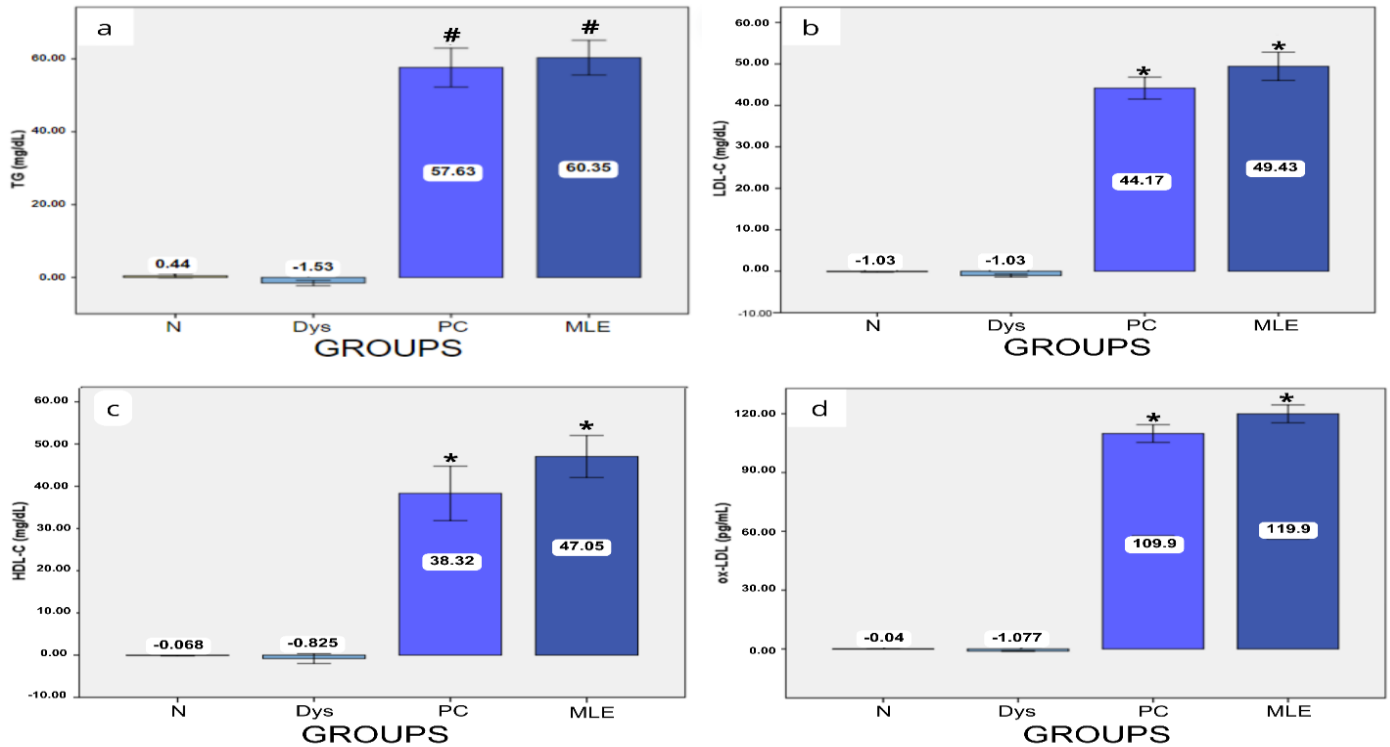 a
#
#
60.00
40.00
20.00
0.00
TG (mg/dL)
0.44
-1.53
57.63
60.35
N
Dys
PC
MLE
GROUPS
b
*
*
60.00
50.00
40.00
30.00
20.00
10.00
0.00
-10.00
LDL-C (mg/dL)
-1.03
-1.03
44.17
49.43
N
Dys
PC
MLE
GROUPS
c
*
*
60.00
50.00
40.00
30.00
20.00
10.00
0.00
-10.00
HDL-C (mg/dL)
-0.068
-0.825
38.32
47.05
N
Dys
PC
MLE
GROUPS
d
*
*
120.00
90.00
60.00
30.00
0.00
ox-LDL (pg/mL)
-0.04
-1.077
109.9
119.9
N
Dys
PC
MLE
GROUPS